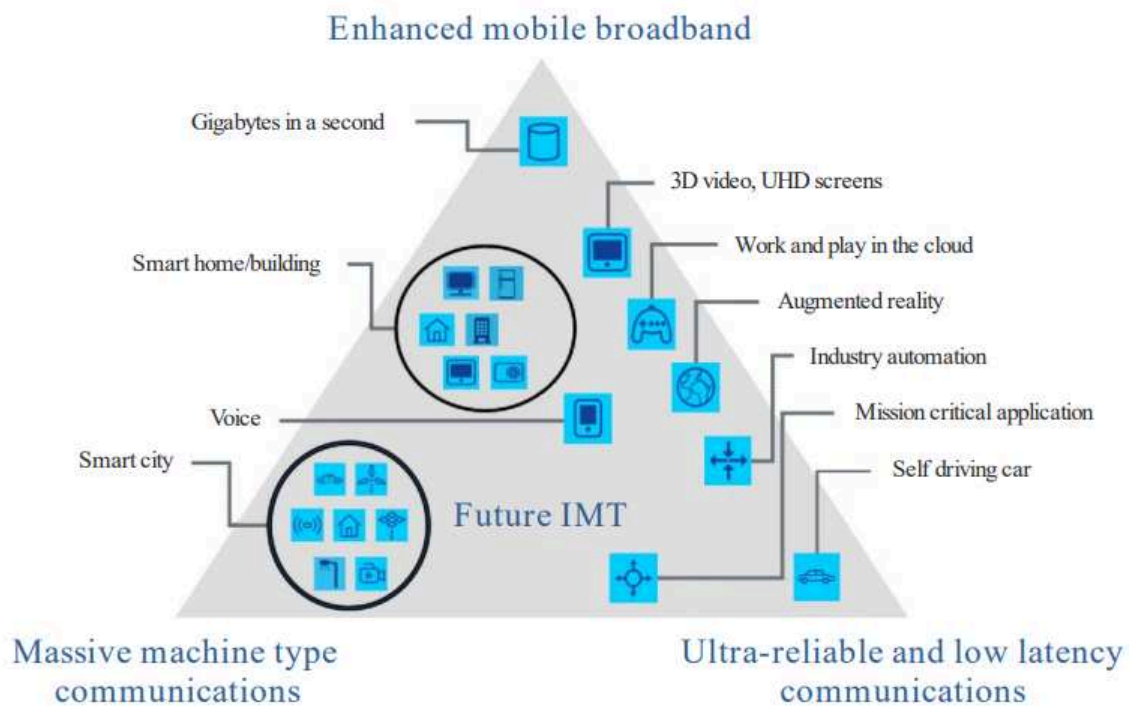 Enhanced mobile broadband
Gigabytes in a second
3D video, UHD screens
Work and play in the cloud
Smart home/building
Augmented reality
Industry automation
Mission critical application
Voice
Smart city
Self driving car
Future IMT
Massive machine type
communications
Ultra-reliable and low latency
communications